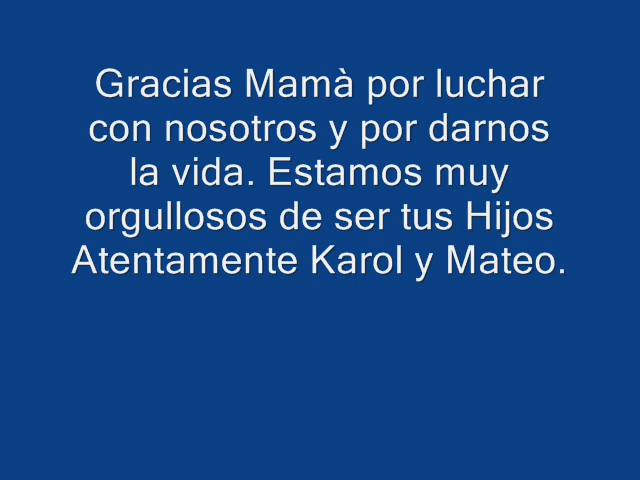 Gracias Mamà por luchar
con nosotros y por darnos
la vida. Estamos muy
orgullosos de ser tus Hijos
Atentamente Karol y Mateo.